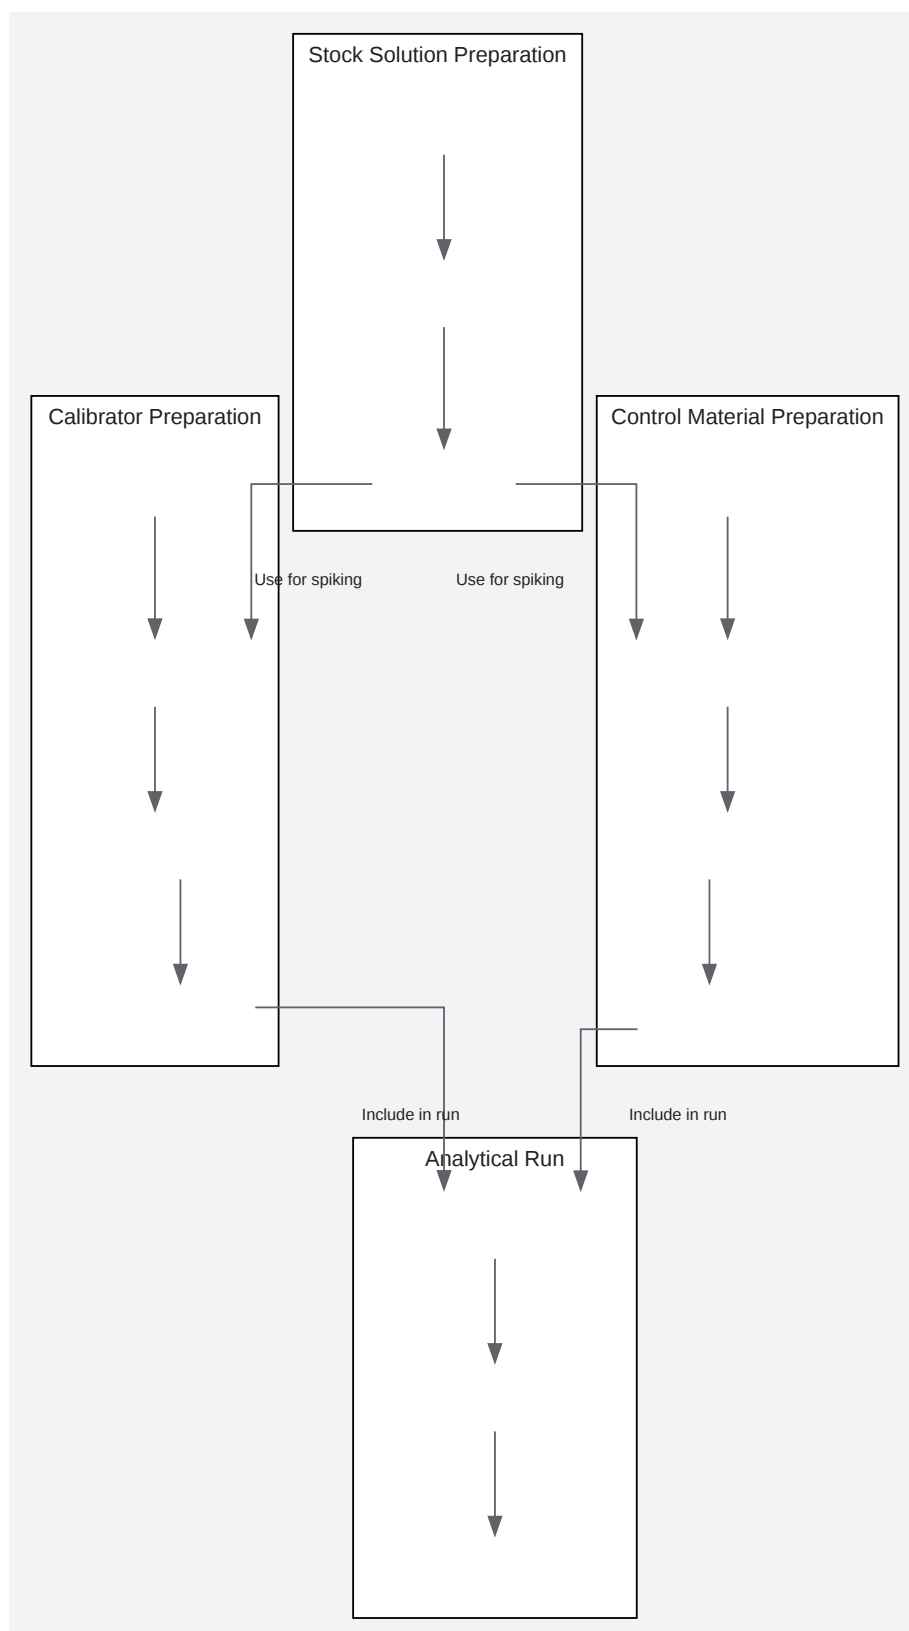 Stock Solution Preparation
Calibrator Preparation
Control Material Preparation
Use for spiking
Use for spiking
Include in run
Include in run
Analytical Run